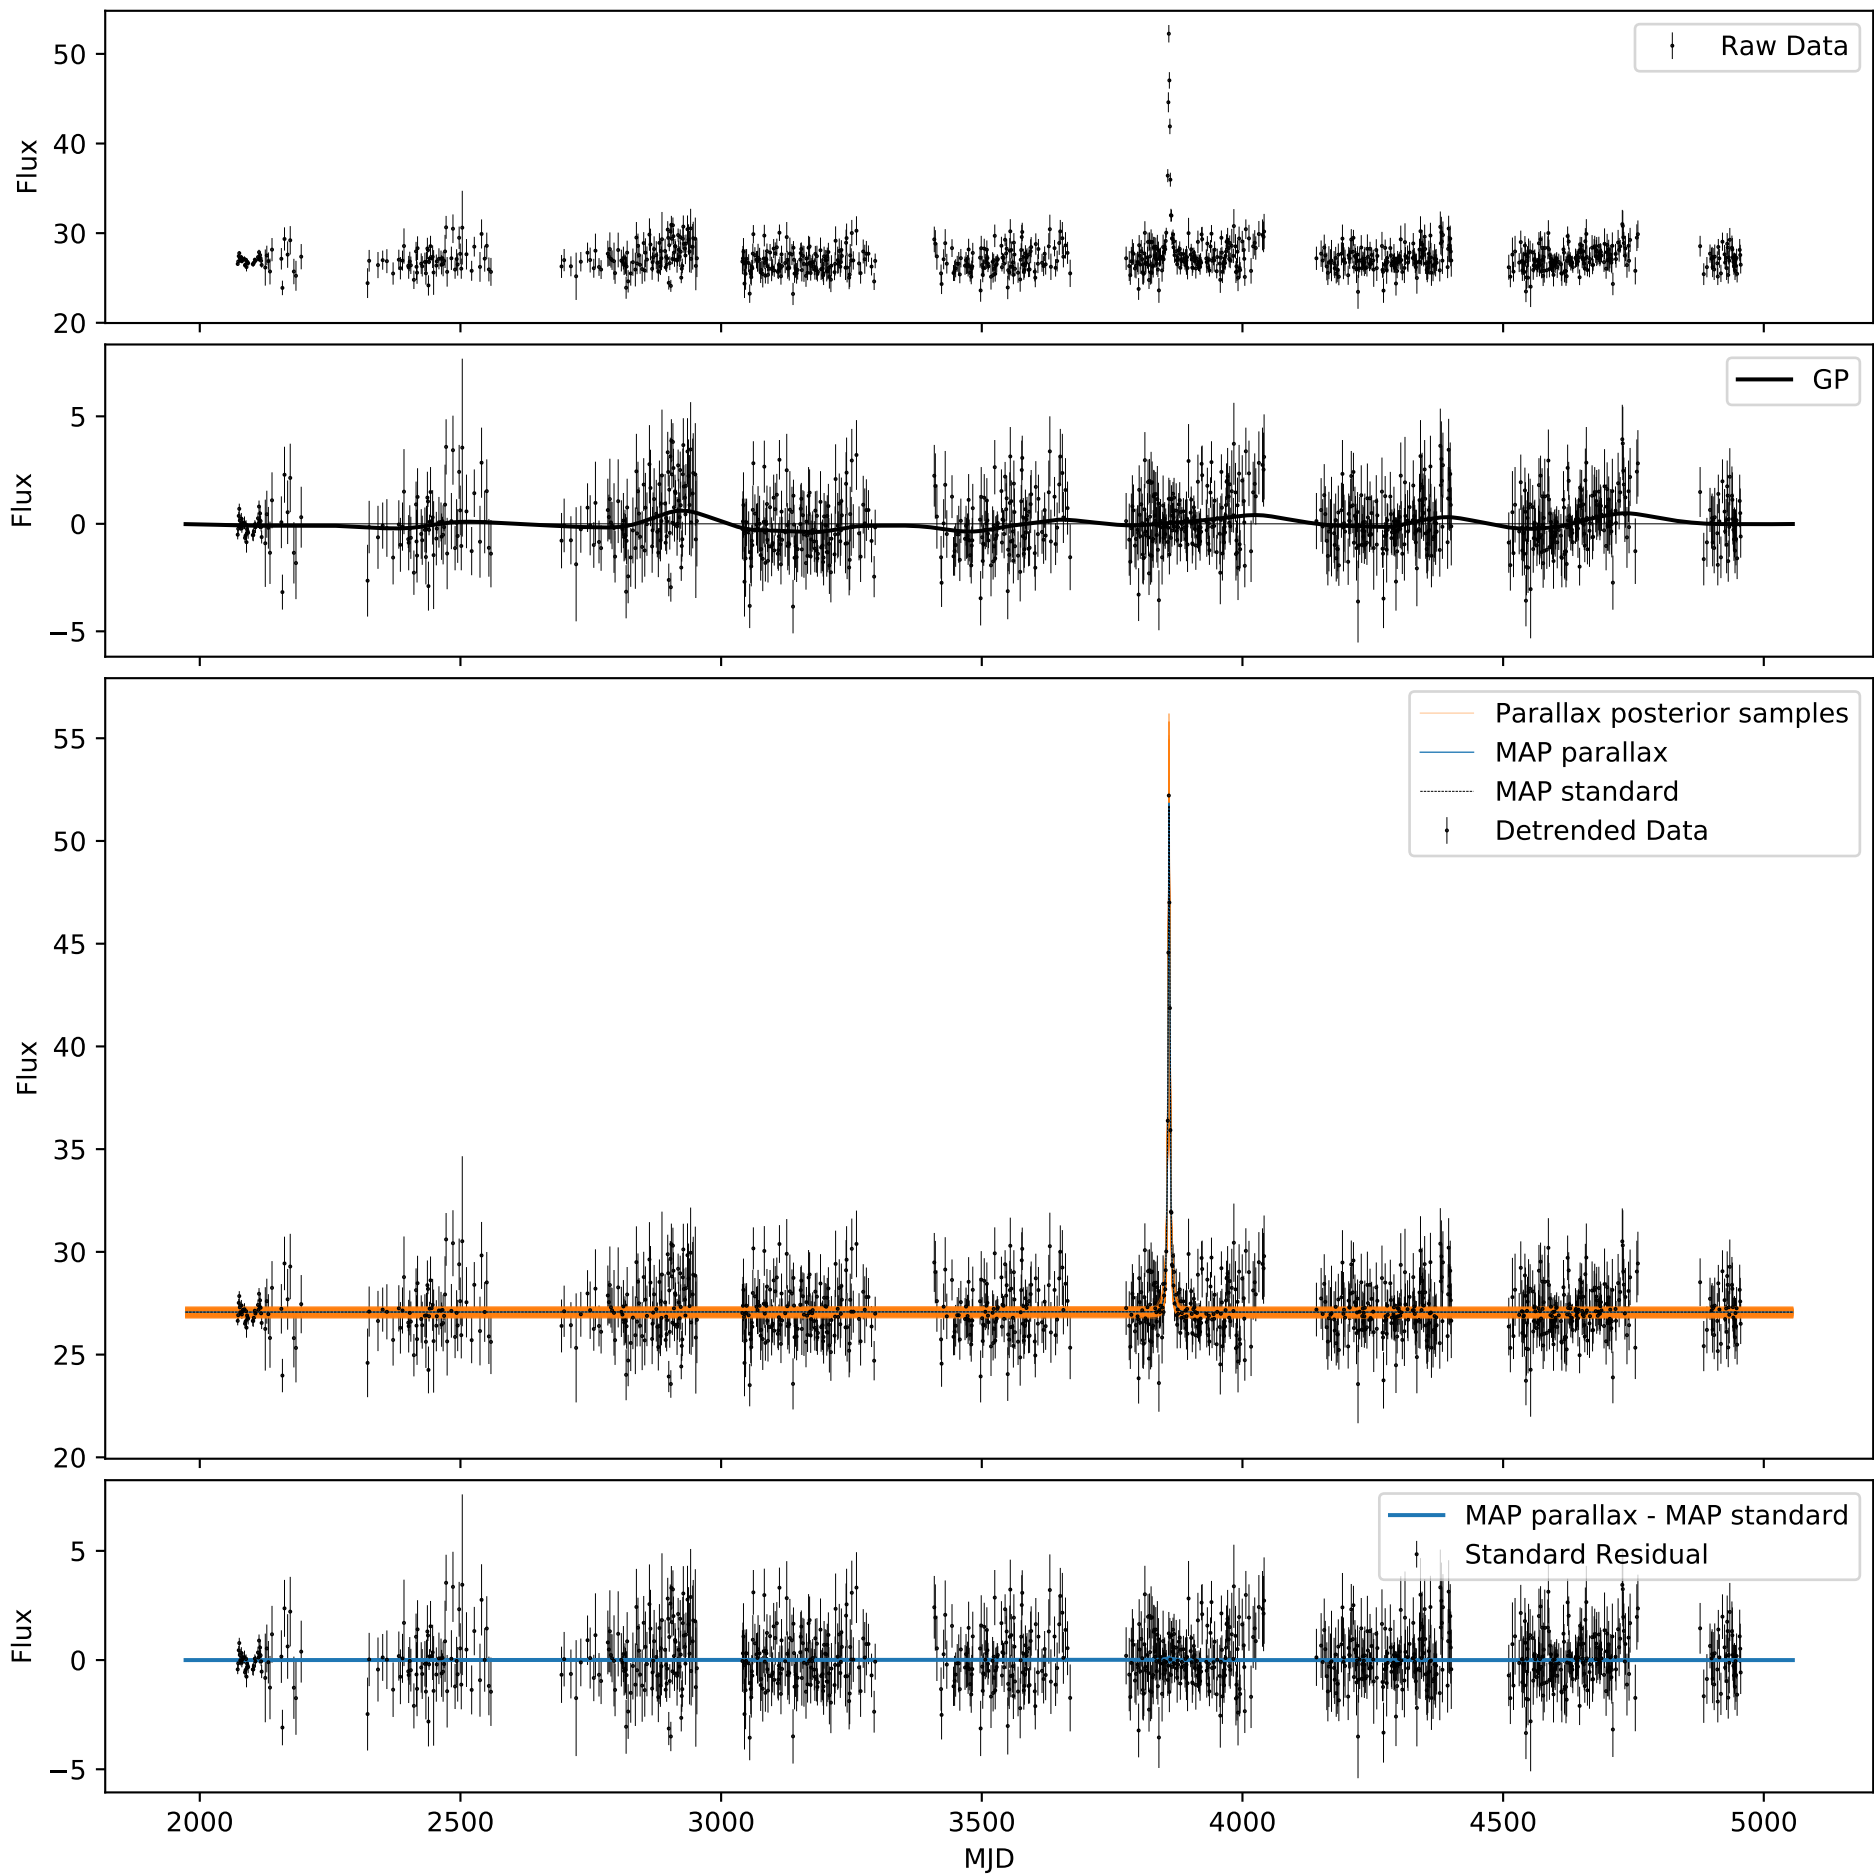 Flux
50
40
30
20
Raw Data
Flux
5
0
−5
GP
Flux
55
50
45
40
35
30
25
20
Parallax posterior samples
MAP parallax
MAP standard
Detrended Data
Flux
5
0
−5
MAP parallax - MAP standard
Standard Residual
2000 2500 3000 3500 4000 4500 5000
MJD